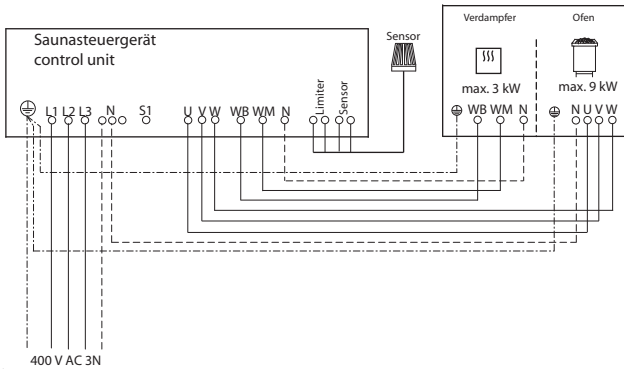 Saunasteuergerät
control unit
L1 L2 L3 N S1 U V W WB WM N Limiter Sensor
Sensor
Verdampfer
max. 3 kW
WB WM N
Ofen
max. 9 kW
N U V W
400 V AC 3N